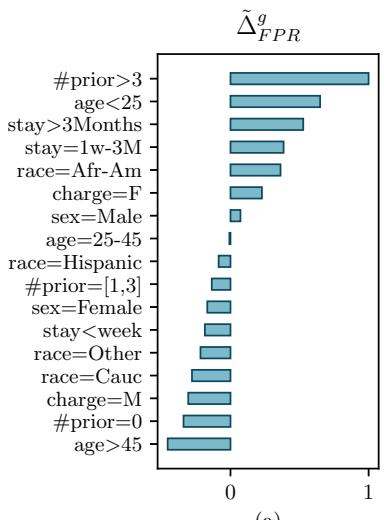 Δ̃^g_FPR
#prior>3
age<25
stay>3Months
stay=1w-3M
race=Afr-Am
charge=F
sex=Male
age=25-45
race=Hispanic
#prior=[1,3]
sex=Female
stay<week
race=Other
race=Cauc
charge=M
#prior=0
age>45
0 1